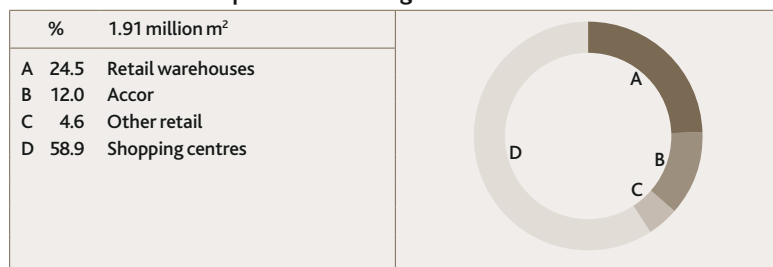 % 1.91 million m²
A 24.5 Retail warehouses
B 12.0 Accor
C 4.6 Other retail
D 58.9 Shopping centres
A
B
C
D